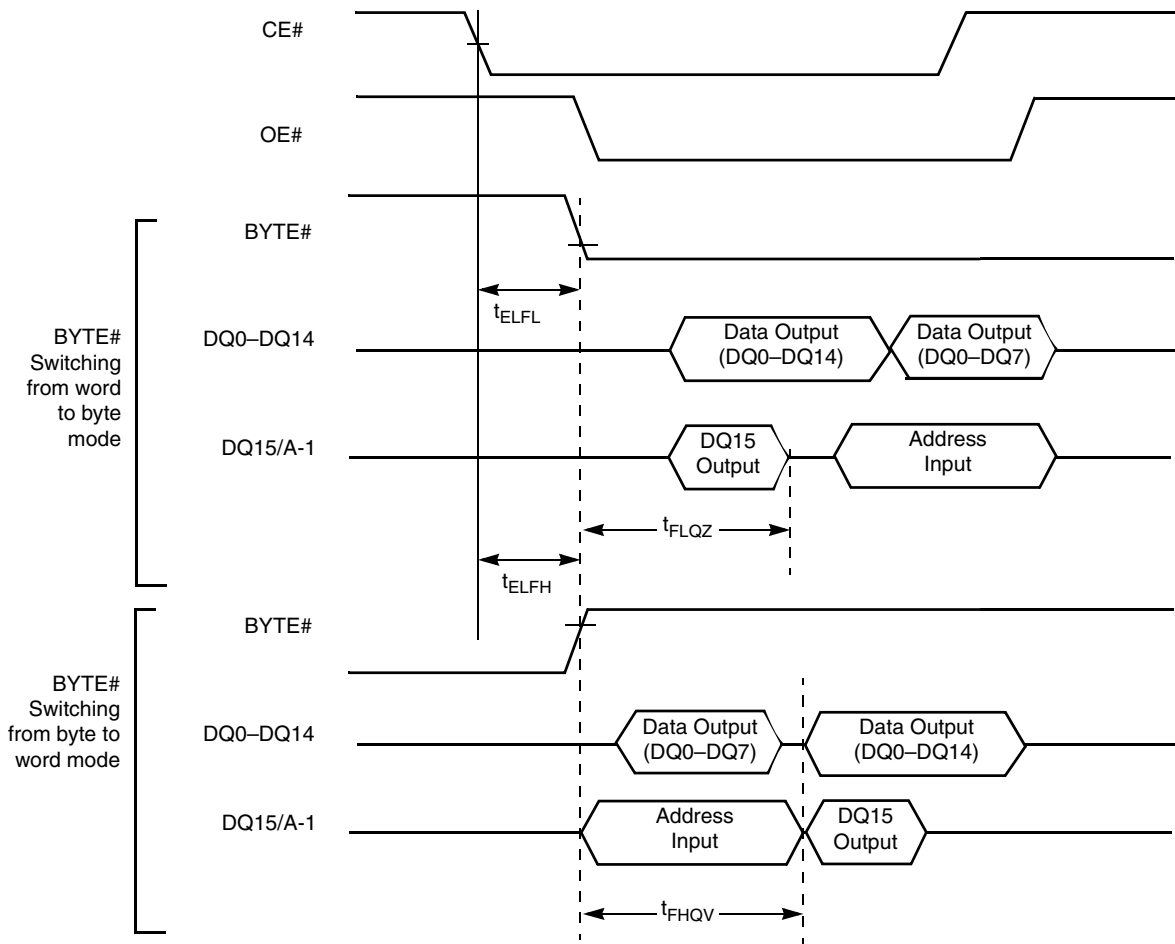 CE#
OE#
BYTE#
Switching
from word
to byte
mode
BYTE#
tELFL
DQ0–DQ14
Data Output
(DQ0–DQ14)
Data Output
(DQ0–DQ7)
DQ15/A-1
DQ15
Output
Address
Input
tFLQZ
tELFH
BYTE#
Switching
from byte to
word mode
BYTE#
DQ0–DQ14
Data Output
(DQ0–DQ7)
Data Output
(DQ0–DQ14)
DQ15/A-1
Address
Input
DQ15
Output
tFHQV